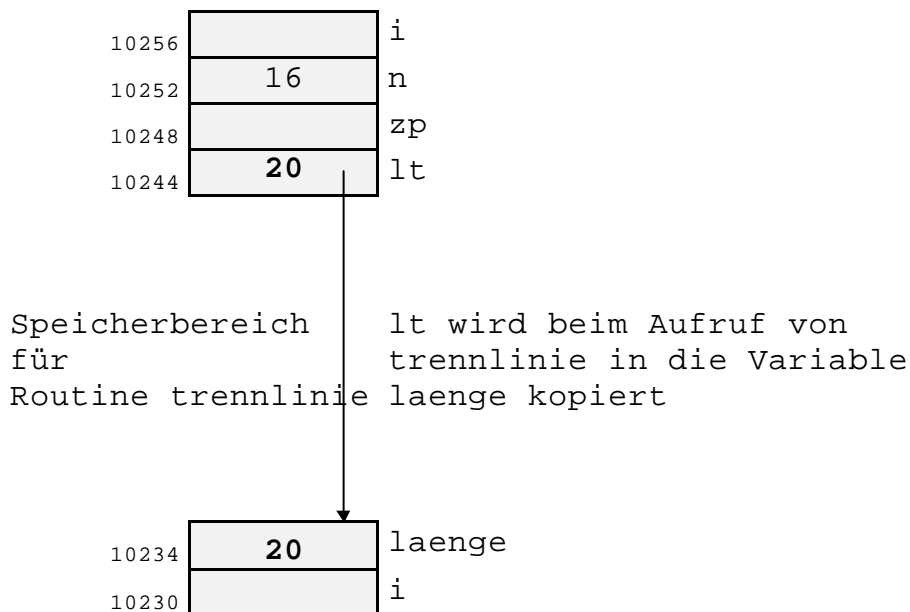 10256 i
10252 16 n
10248 zp
10244 20 lt
Speicherbereich lt wird beim Aufruf von
für trennlinie in die Variable
Routine trennlinie laenge kopiert
10234 20 laenge
10230 i